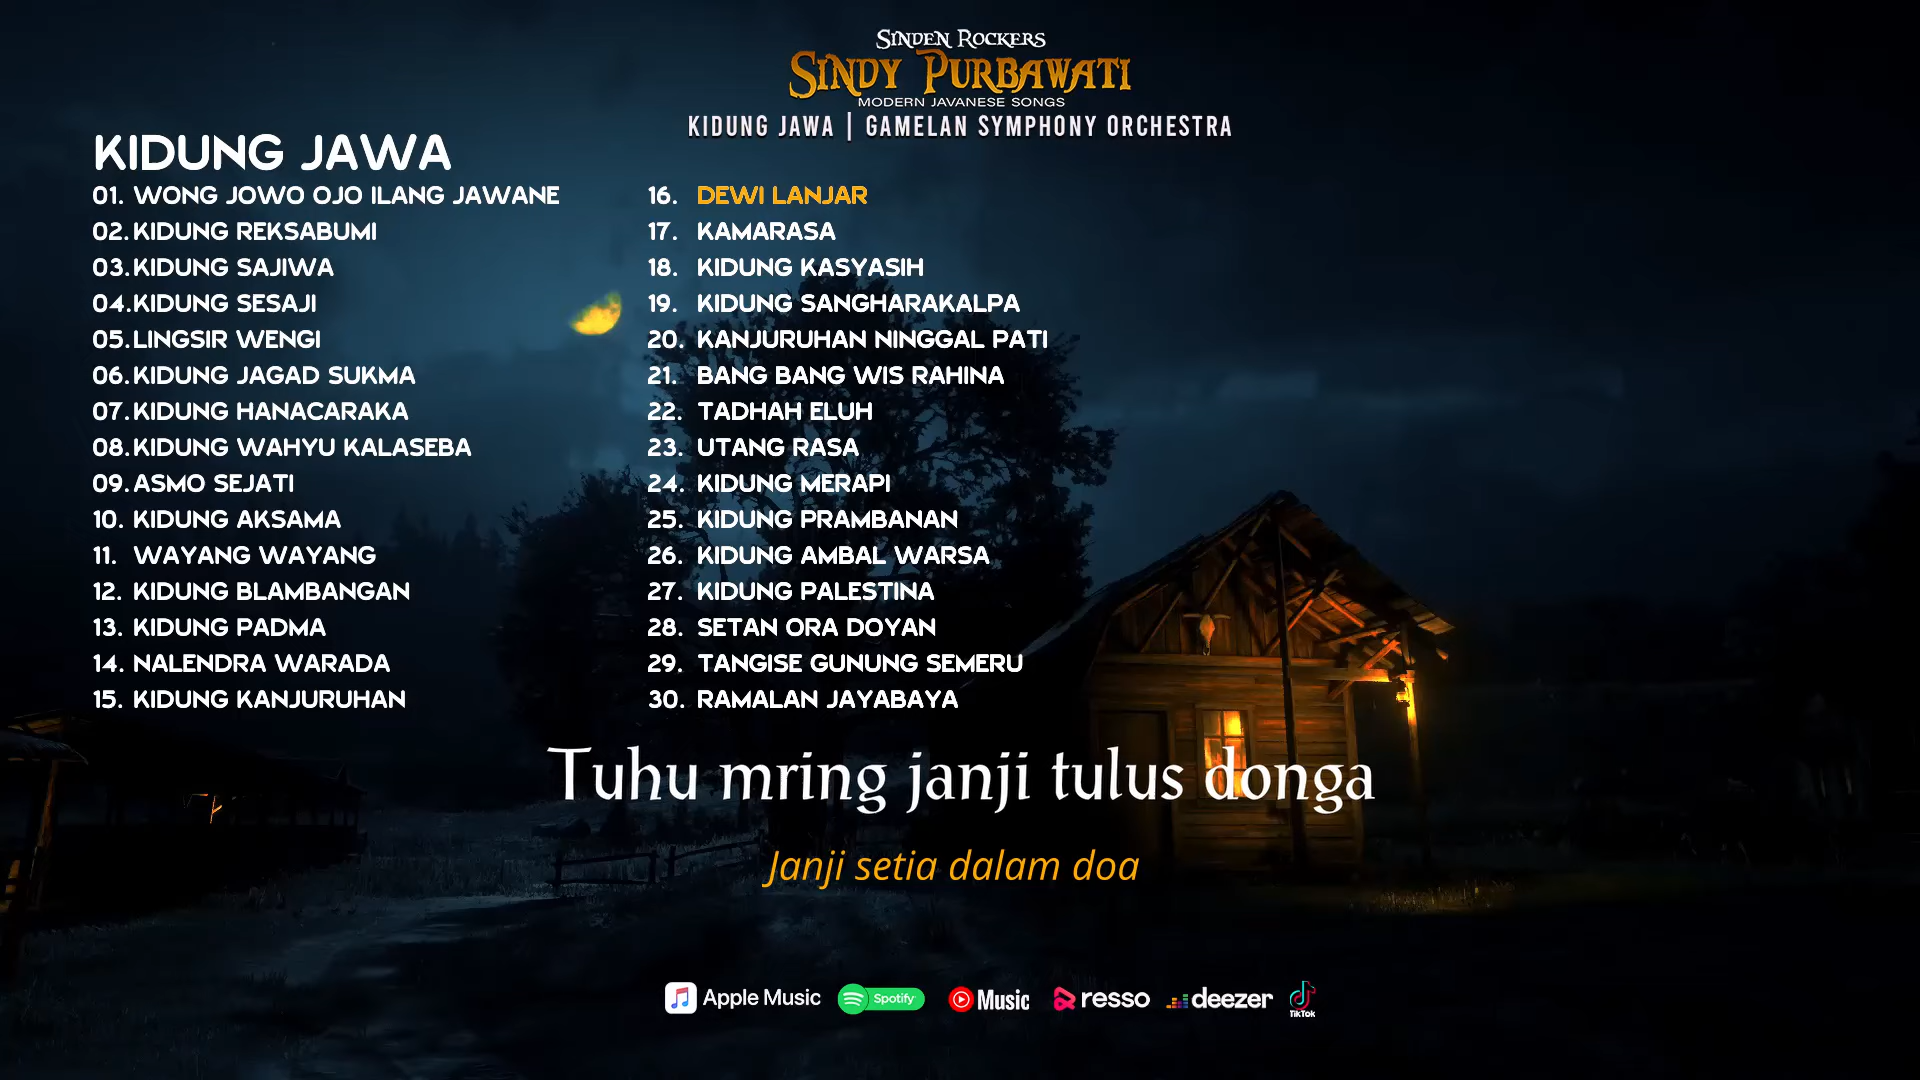 SINDEN ROCKERS
SINDY PURBAWATI
MODERN JAVANESE SONGS
KIDUNG JAWA | GAMELAN SYMPHONY ORCHESTRA
KIDUNG JAWA
01. WONG JOWO OJO ILANG JAWANE
02. KIDUNG REKSABUMI
03. KIDUNG SAJIWA
04. KIDUNG SESAJI
05. LINGSIR WENGI
06. KIDUNG JAGAD SUKMA
07. KIDUNG HANACARAKA
08. KIDUNG WAHYU KALASEBA
09. ASMO SEJATI
10. KIDUNG AKSAMA
11. WAYANG WAYANG
12. KIDUNG BLAMBANGAN
13. KIDUNG PADMA
14. NALENDRA WARADA
15. KIDUNG KANJURUHAN
16. DEWI LANJAR
17. KAMARASA
18. KIDUNG KASYASIH
19. KIDUNG SANGHARAKALPA
20. KANJURUHAN NINGGAL PATI
21. BANG BANG WIS RAHINA
22. TADHAH ELUH
23. UTANG RASA
24. KIDUNG MERAPI
25. KIDUNG PRAMBANAN
26. KIDUNG AMBAL WARSA
27. KIDUNG PALESTINA
28. SETAN ORA DOYAN
29. TANGISE GUNUNG SEMERU
30. RAMALAN JAYABAYA
Tuhu mring janji tulus donga
Janji setia dalam doa
Apple Music Spotify Music resso deezer TikTok